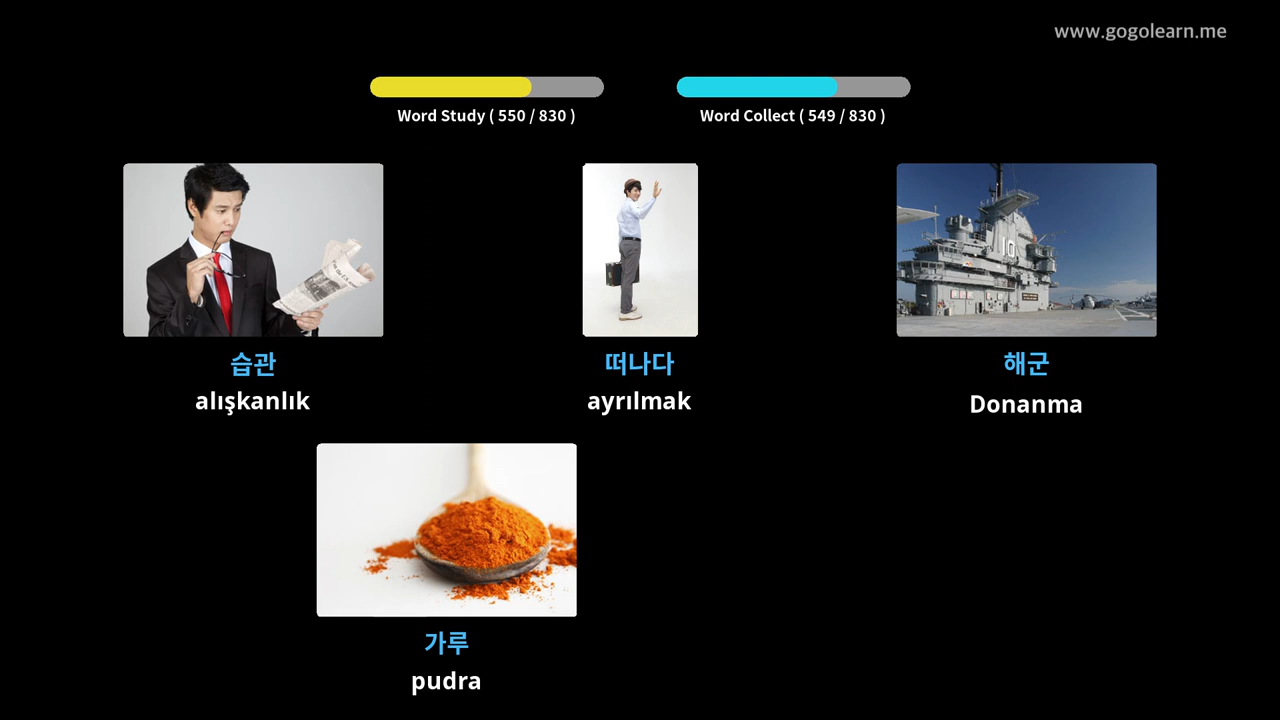 www.gogolearn.me
Word Study ( 550 / 830 )
Word Collect ( 549 / 830 )
습관
alışkanlık
떠나다
ayrılmak
해군
10
Donanma
가루
pudra